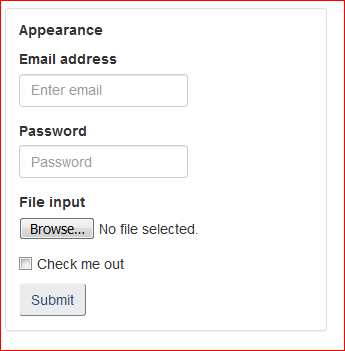 Appearance
Email address
Enter email
Password
Password
File input
Browse... No file selected.
Check me out
Submit